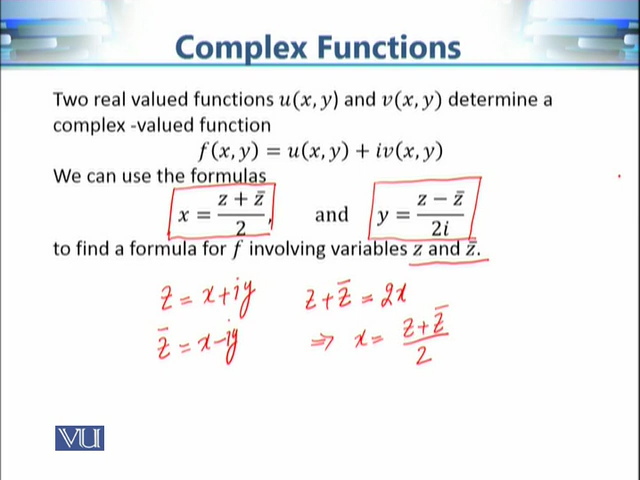 Complex Functions
Two real valued functions u(x, y) and v(x, y) determine a
complex -valued function
f(x, y) = u(x, y) + iv(x, y)
We can use the formulas
x = (z + z̄)/2, and y = (z − z̄)/2i
to find a formula for f involving variables z and z̄.
z = x+iy z+z̄ = 2x
z̄ = x-iy ⇒ x = (z+z̄)/2
VU